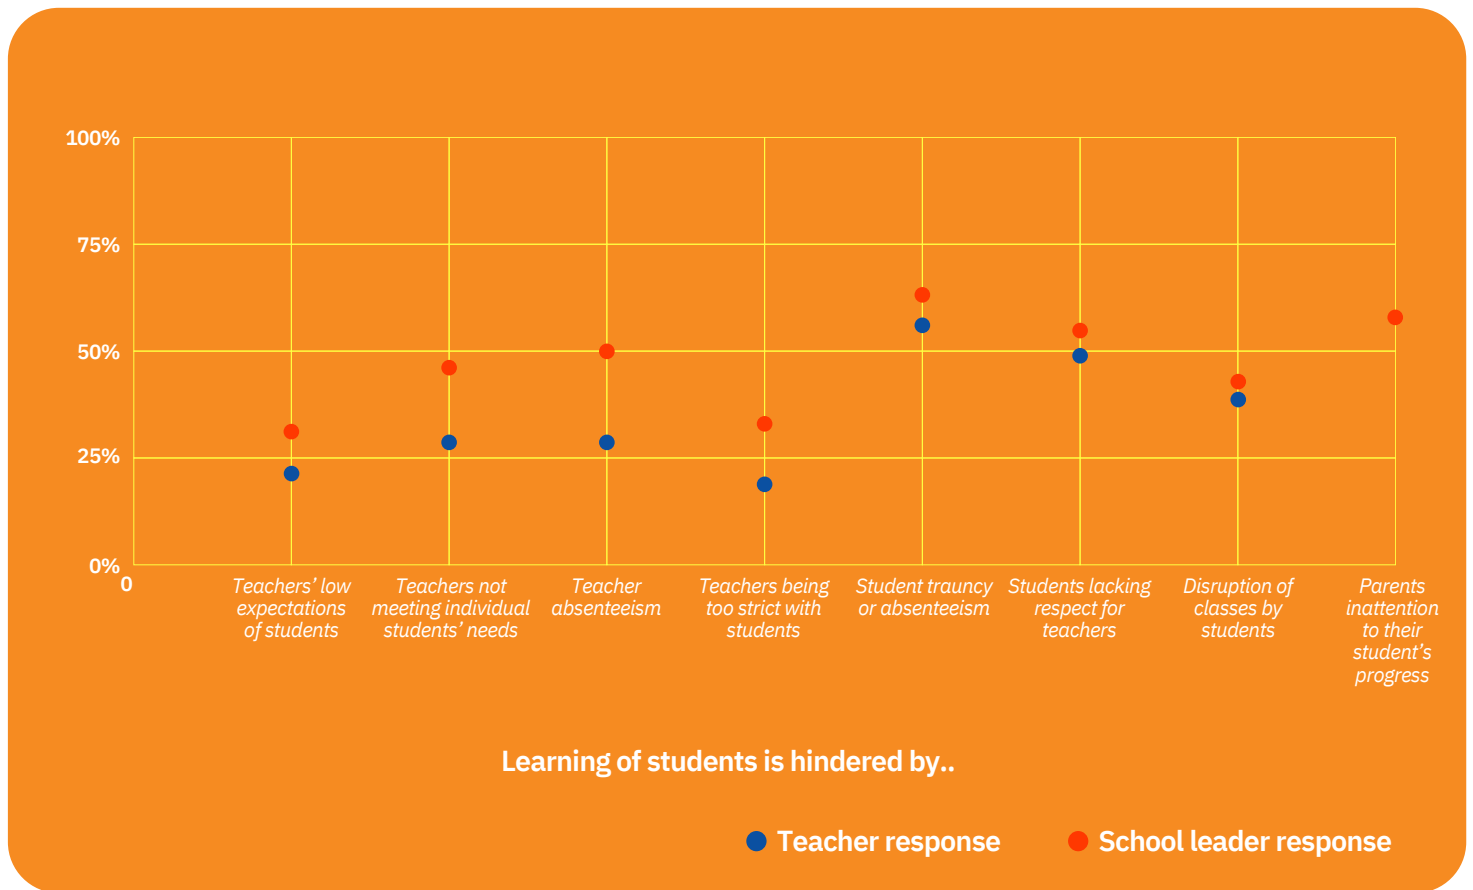 100%
75%
50%
25%
0%
0
Teachers’ low
expectations
of students
Teachers not
meeting individual
students’ needs
Teacher
absenteeism
Teachers being
too strict with
students
Student trauncy
or absenteeism
Students lacking
respect for
teachers
Disruption of
classes by
students
Parents
inattention
to their
student’s
progress
Learning of students is hindered by..
Teacher response
School leader response